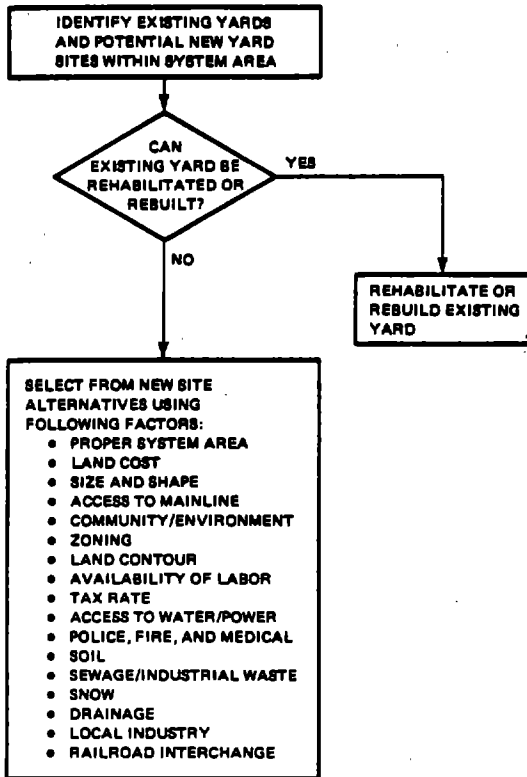 IDENTIFY EXISTING YARDS
AND POTENTIAL NEW YARD
SITES WITHIN SYSTEM AREA
CAN
EXISTING YARD BE
REHABILITATED OR
REBUILT?
YES
NO
REHABILITATE OR
REBUILD EXISTING
YARD
SELECT FROM NEW SITE
ALTERNATIVES USING
FOLLOWING FACTORS:
• PROPER SYSTEM AREA
• LAND COST
• SIZE AND SHAPE
• ACCESS TO MAINLINE
• COMMUNITY/ENVIRONMENT
• ZONING
• LAND CONTOUR
• AVAILABILITY OF LABOR
• TAX RATE
• ACCESS TO WATER/POWER
• POLICE, FIRE, AND MEDICAL
• SOIL
• SEWAGE/INDUSTRIAL WASTE
• SNOW
• DRAINAGE
• LOCAL INDUSTRY
• RAILROAD INTERCHANGE